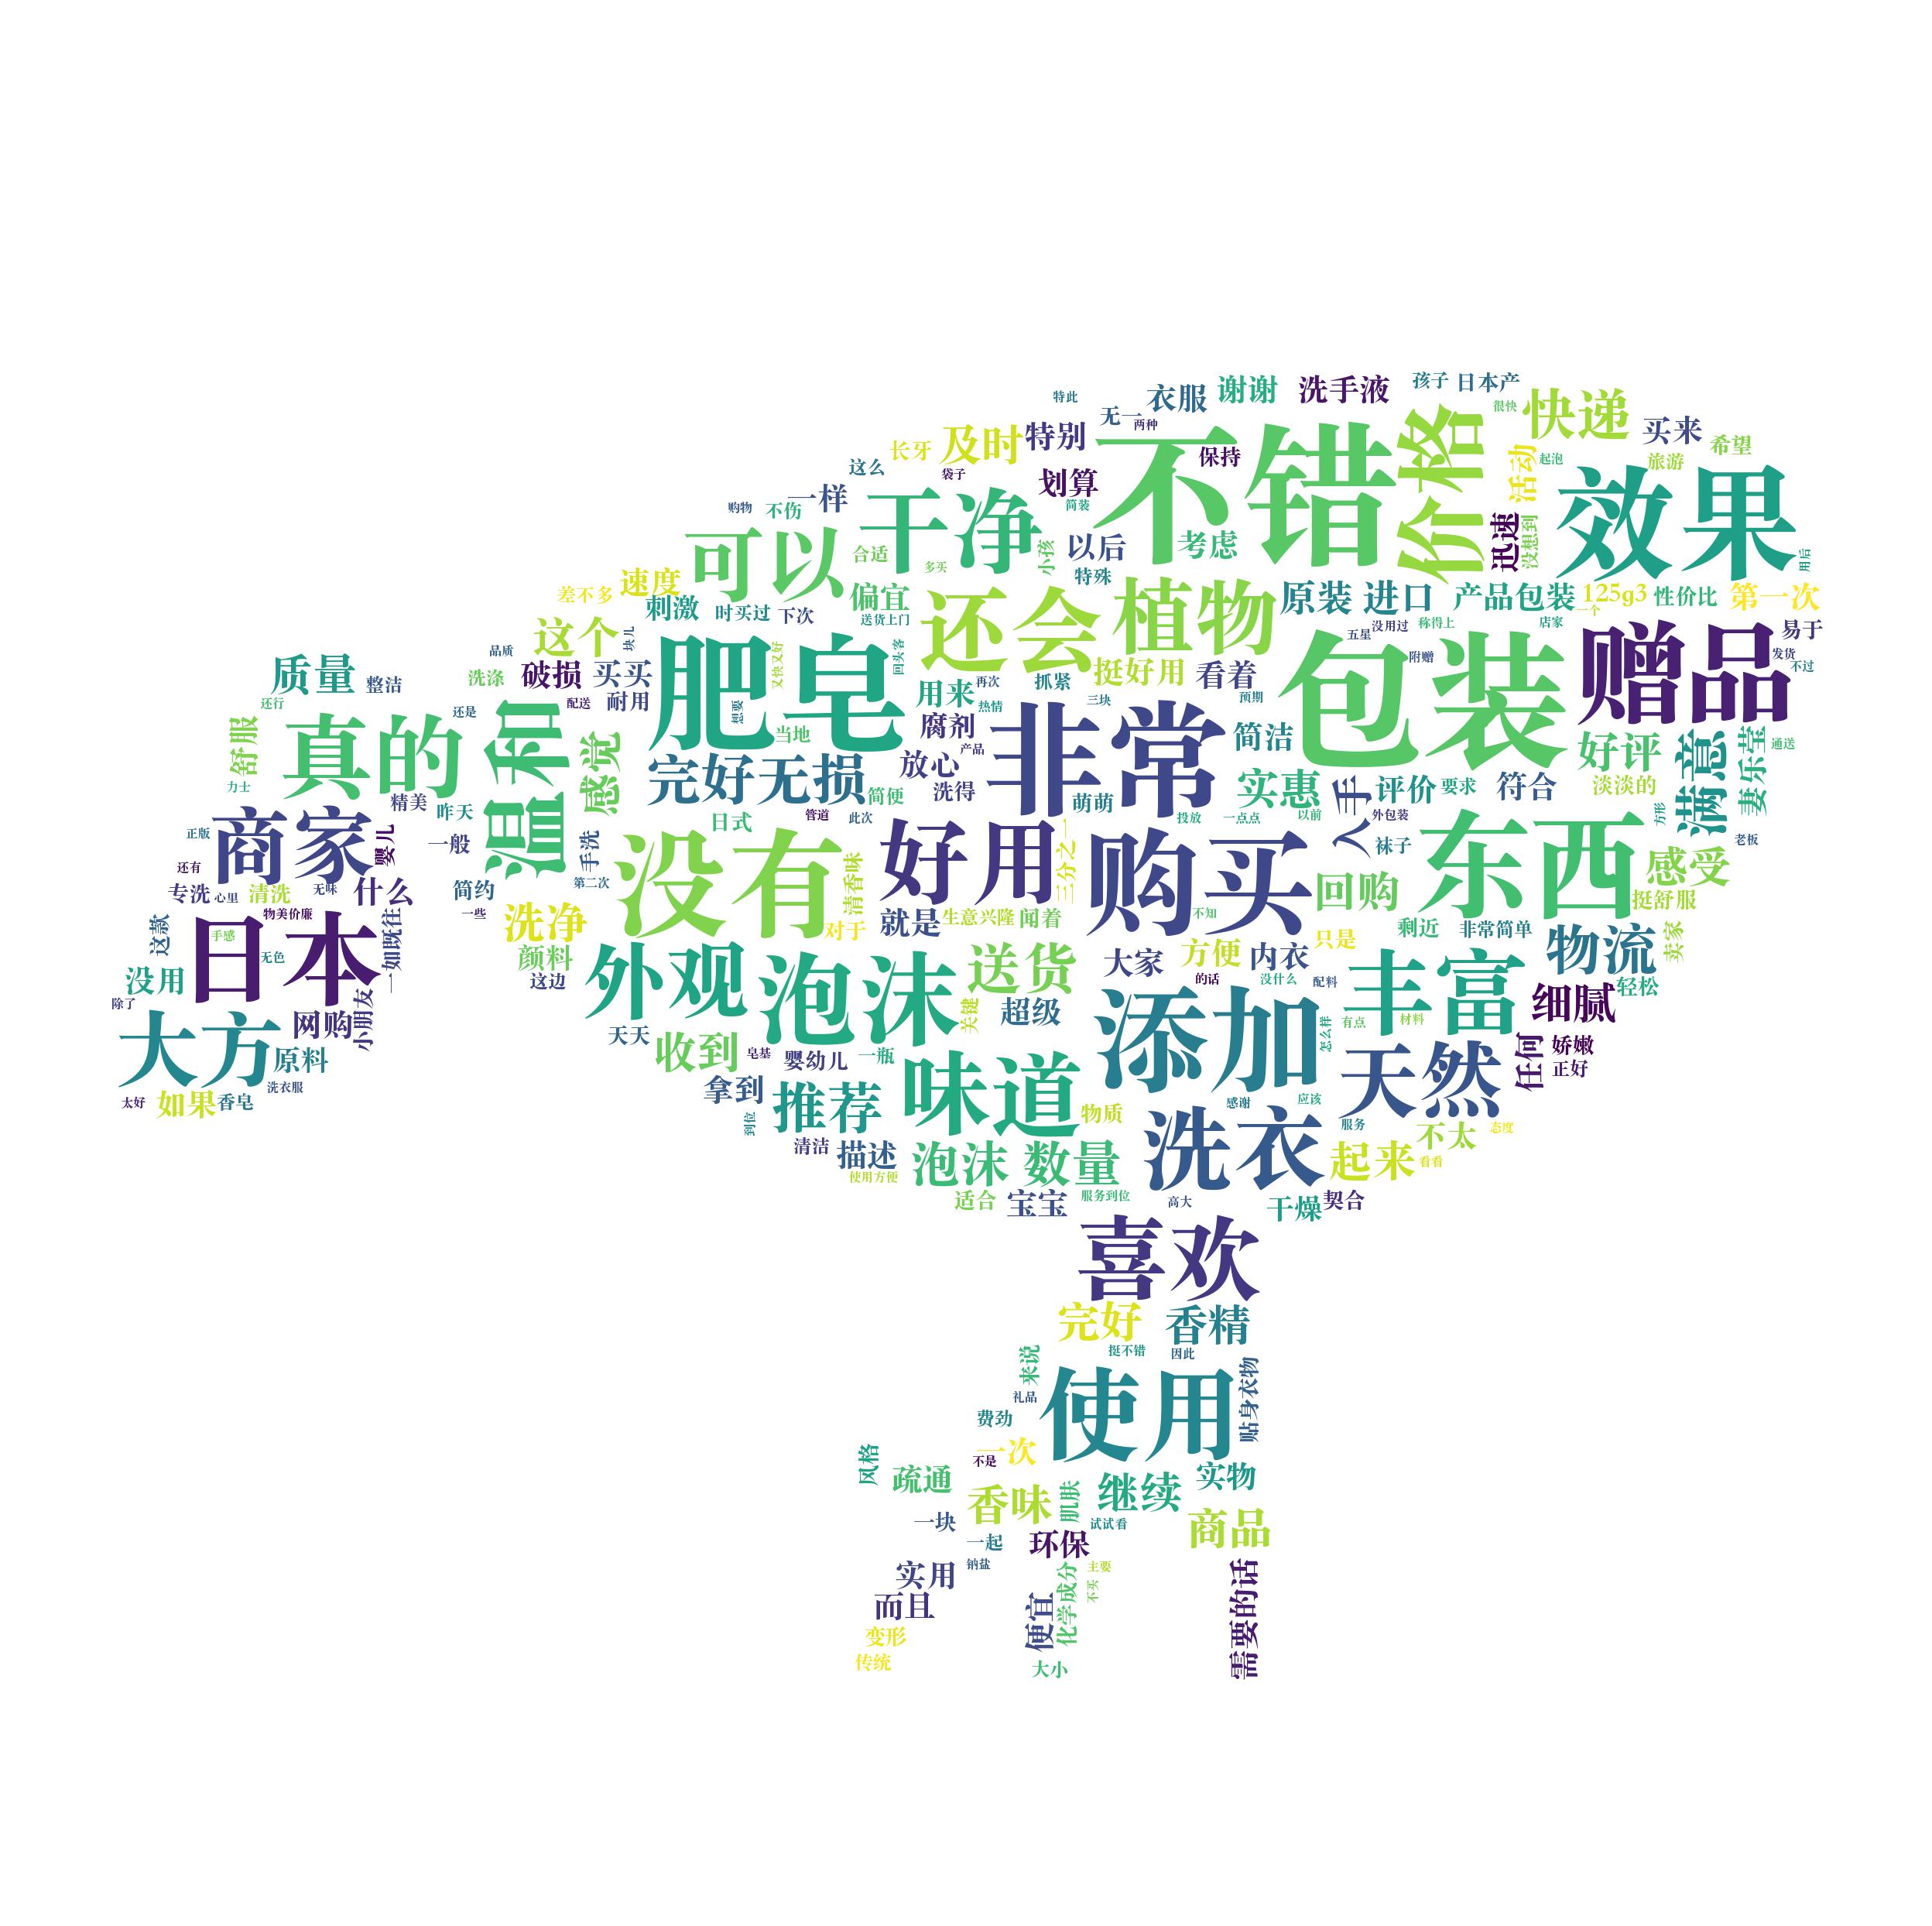 特此
无一
两种
衣服
谢谢
洗手液
孩子
日本产
很快
快递
买来
希望
长牙
及时
特别
不错
保持
价格
活动
起泡
旅游
这么
袋子
划算
简装
效果
购物
不伤
一样
干净
考虑
迅速
没想到
用后
可以
合适
多买
小孩
以后
特殊
差不多
速度
刺激
时买过
下次
偏宜
送货上门
还会
植物
原装
进口
产品包装
125g3
一个
性价比
第一次
这个
块儿
肥皂
又快又好
回头客
挺好用
看着
五星
没用过
称得上
店家
包装
附赠
赠品
易于
发货
不过
质量
整洁
品质
洗涤
破损
买买
配送
耐用
想要
当地
用来
再次
热情
抓紧
三块
预期
还行
还是
舒服
真的
温和
感觉
腐剂
产品
非常
简洁
好评
满意
妻乐莹
通送
力士
精美
昨天
完好无损
简便
放心
洗得
萌萌
实惠
入手
评价
要求
符合
淡淡的
正版
商家
婴儿
一般
日式
管道
此次
投放
一点点
以前
外包装
方形
老板
还有
手洗
没有
清香味
好用
三分之一
购买
袜子
东西
感受
专洗
心里
清洗
无味
什么
简约
第二次
回购
挺舒服
物美价廉
一些
洗净
对于
就是
生意兴隆
闻着
不知
剩近
非常简单
这款
日本
手感
无色
一如既往
颜料
外观
泡沫
送货
大家
方便
内衣
只是
物流
卖家
没用
这边
关键
的话
没什么
配料
丰富
细腻
轻松
除了
大方
网购
小朋友
天天
超级
添加
怎么样
有点
材料
原料
收到
皂基
婴幼儿
一瓶
味道
天然
任何
娇嫩
正好
洗衣服
太好
如果
香皂
拿到
推荐
物质
感谢
应该
到位
洗衣
服务
不太
态度
清洁
描述
使用方便
泡沫
数量
起来
看看
适合
宝宝
服务到位
高大
干燥
契合
喜欢
完好
香精
挺不错
因此
来说
礼品
使用
贴身衣物
费劲
一次
不是
风格
疏通
香味
肌肤
继续
实物
试试看
商品
一块
一起
环保
钠盐
实用
化学成分
主要
不买
需要的话
而且
便宜
变形
传统
大小